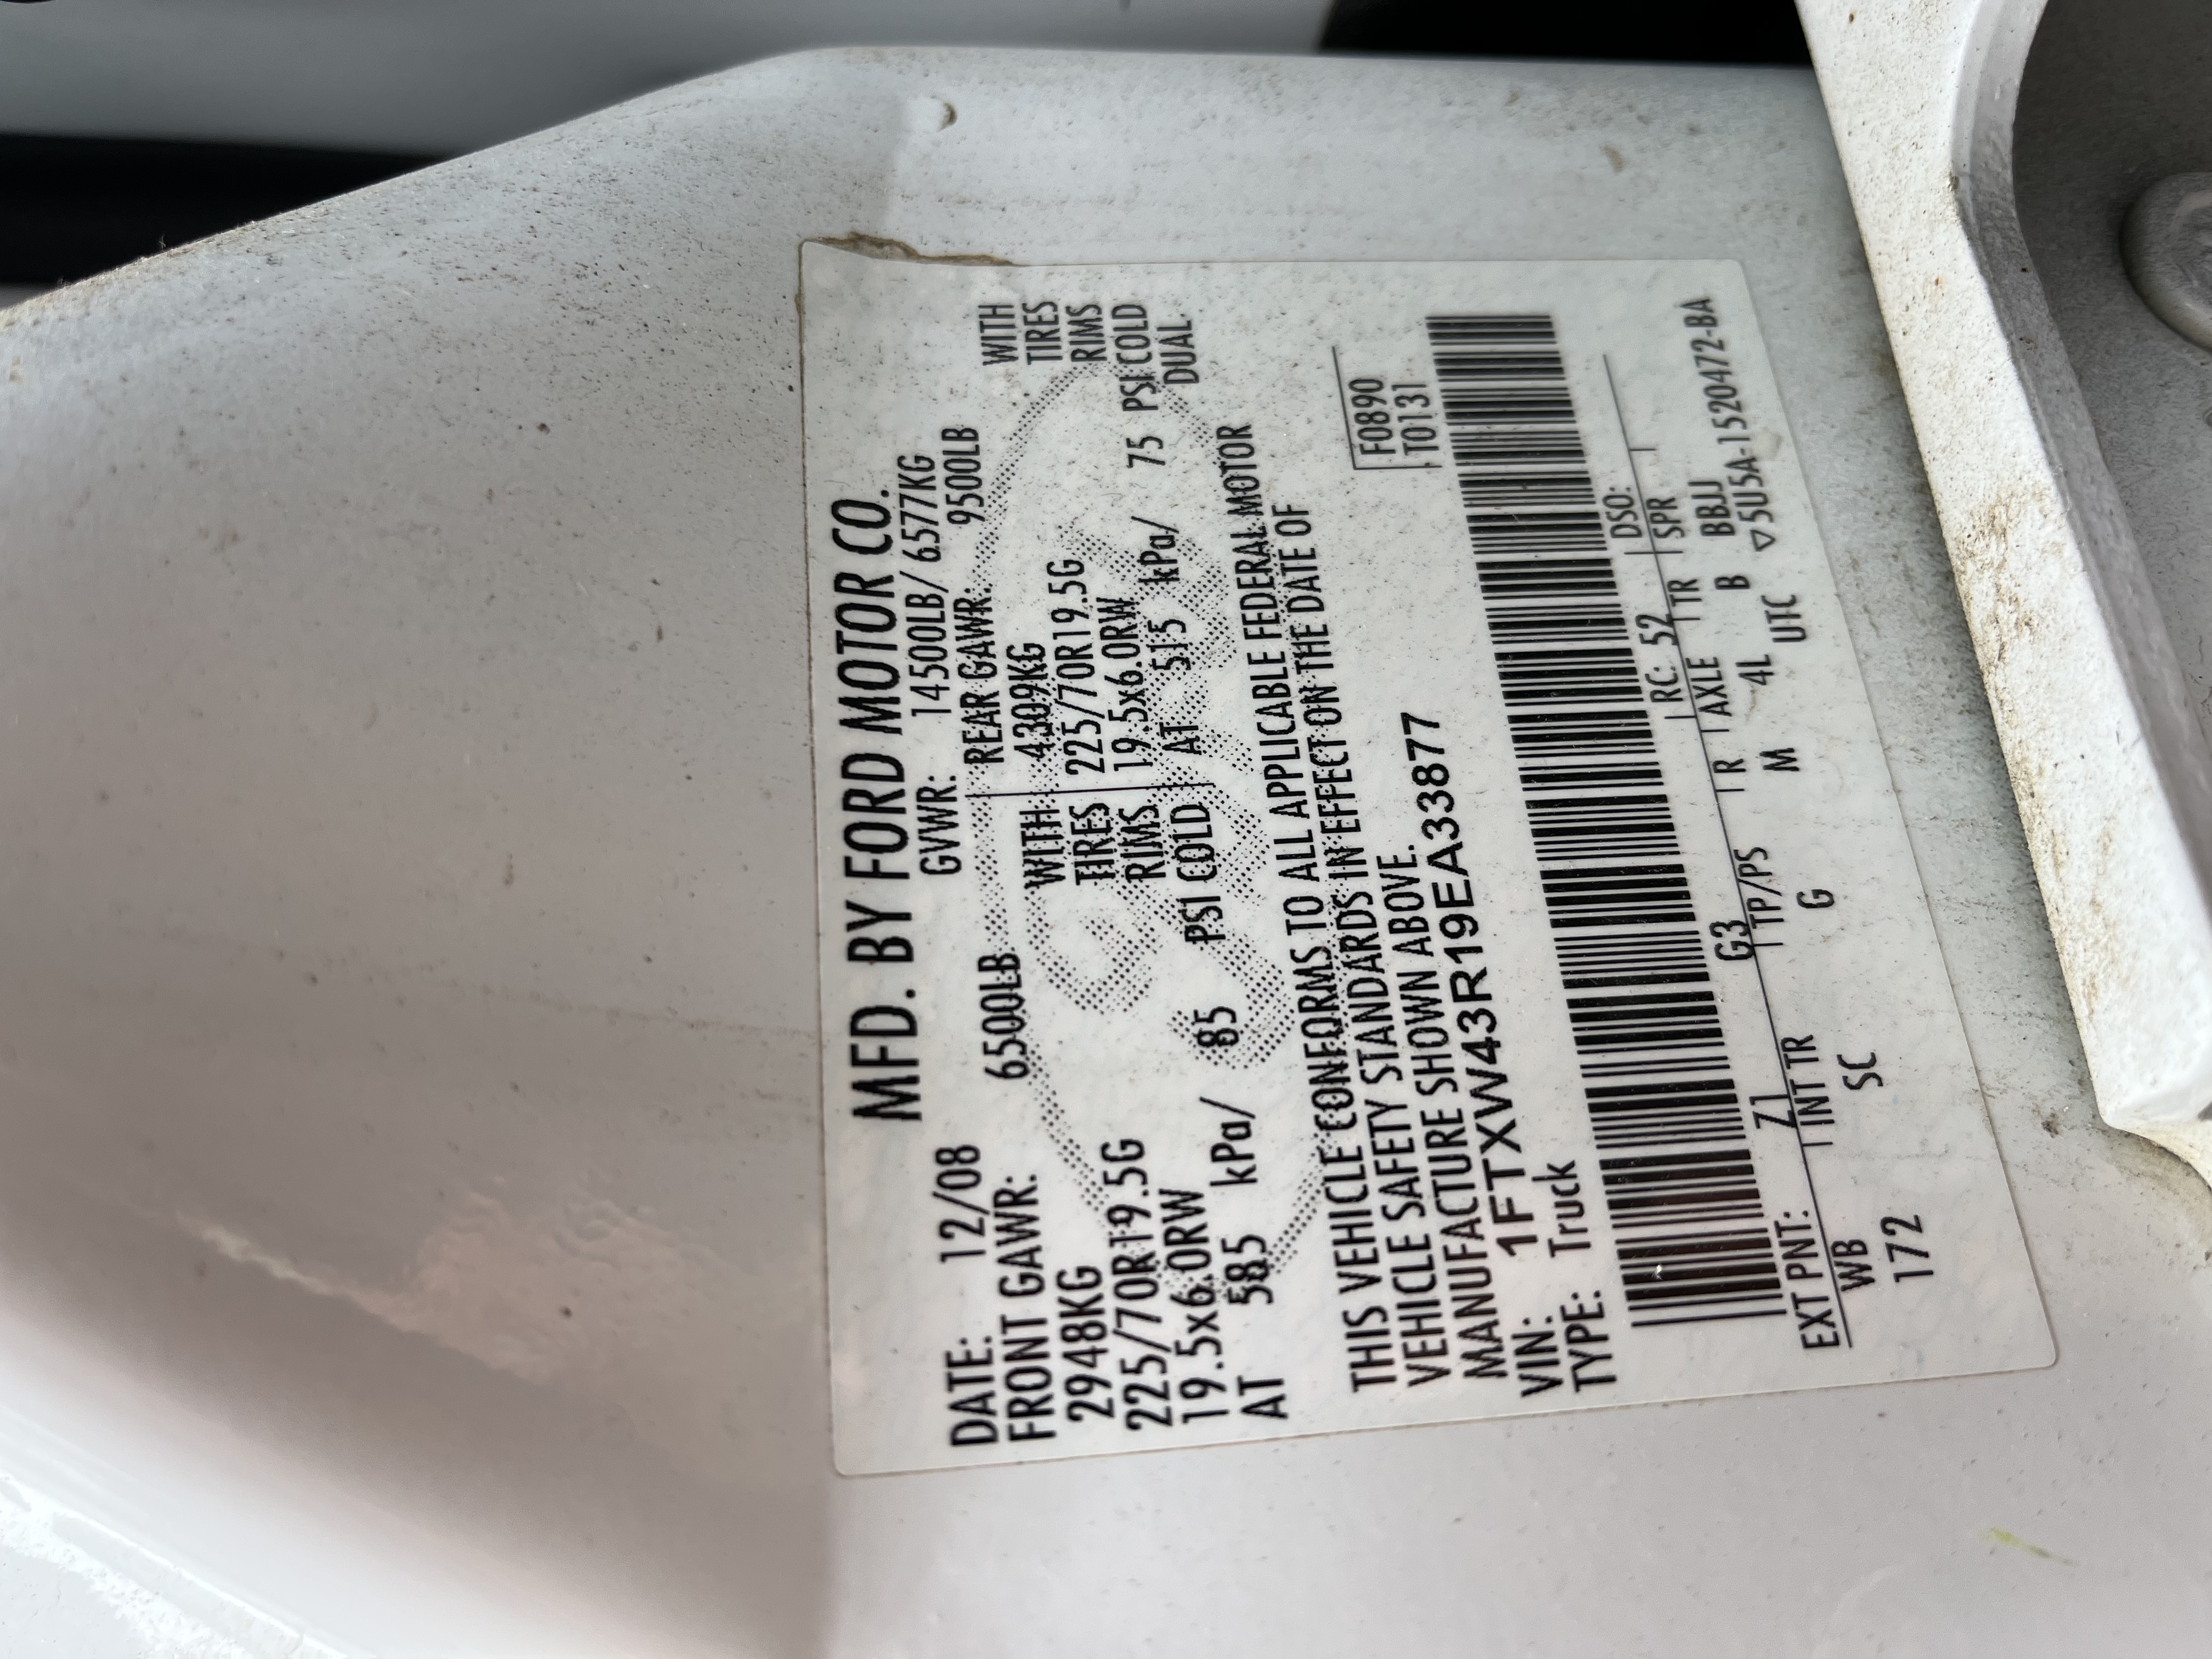 MFD. BY FORD MOTOR CO.
DATE: 12/08 GVWR: 14500LB/ 6577KG
FRONT GAWR: 6500LB REAR GAWR: 9500LB
2948KG WITH 4309KG WITH
225/70R19.5G TIRES 225/70R19.5G TIRES
19.5x6.0RW RIMS 19.5x6.0RW RIMS
AT 585 kPa/ 85 PSI COLD AT 515 kPa/ 75 PSI COLD
DUAL
THIS VEHICLE CONFORMS TO ALL APPLICABLE FEDERAL MOTOR
VEHICLE SAFETY STANDARDS IN EFFECT ON THE DATE OF
MANUFACTURE SHOWN ABOVE.
VIN: 1FTXW43R19EA33877 F0890
TYPE: Truck T0131
EXT PNT: Z1 G3 RC: 52 DSO:
WB INT TR TP/PS R AXLE TR SPR
172 SC G M 4L B BBJJ
UTC ▽5U5A-1520472-BA